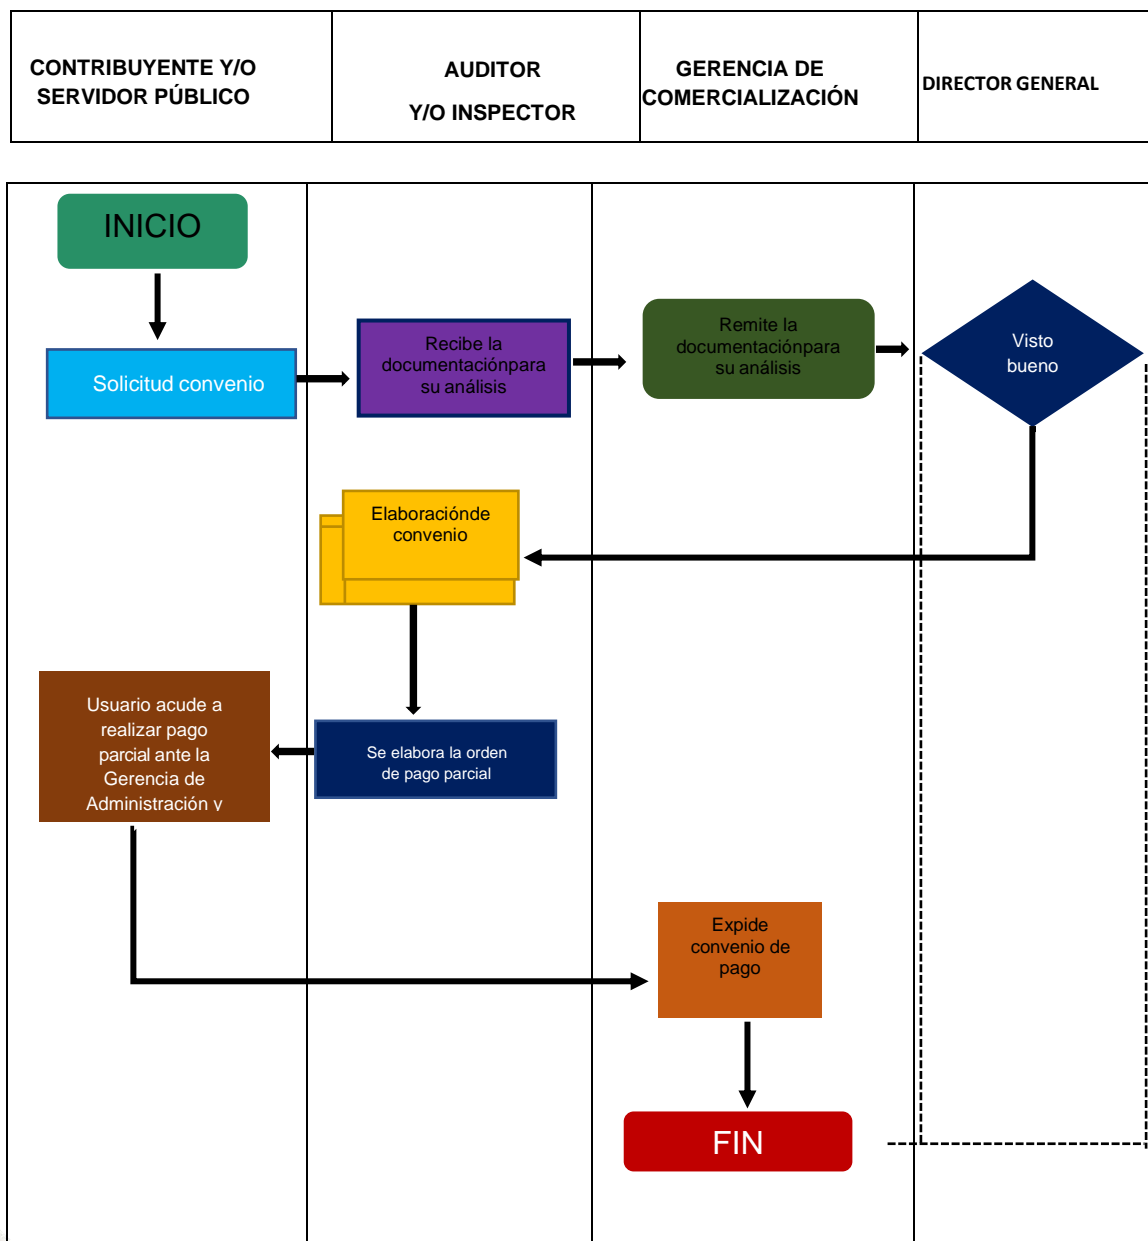 CONTRIBUYENTE Y/O
SERVIDOR PÚBLICO
AUDITOR
Y/O INSPECTOR
GERENCIA DE
COMERCIALIZACIÓN
DIRECTOR GENERAL
INICIO
Solicitud convenio
Recibe la
documentaciónpara
su análisis
Remite la
documentaciónpara
su análisis
Visto
bueno
Elaboraciónde
convenio
Usuario acude a
realizar pago
parcial ante la
Gerencia de
Administración y
Se elabora la orden
de pago parcial
Expide
convenio de
pago
FIN